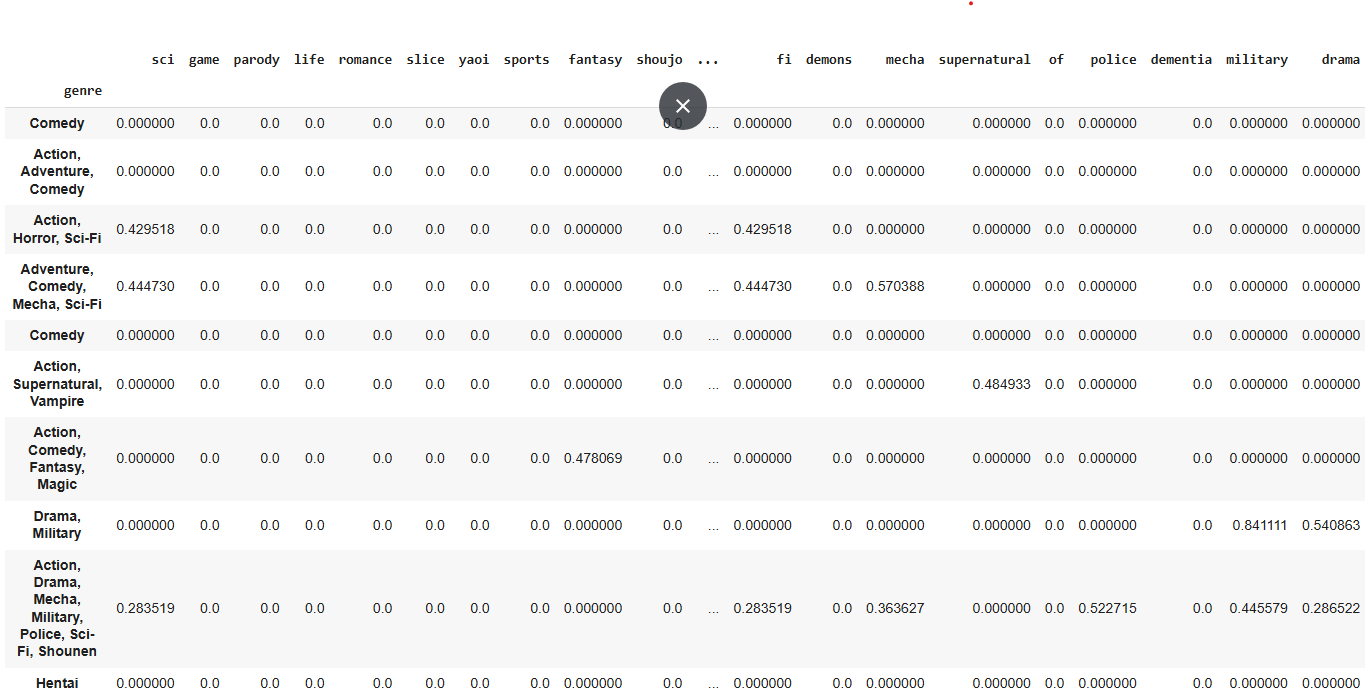 sci game parody life romance slice yaoi sports fantasy shoujo ... fi demons mecha supernatural of police dementia military drama
genre
Comedy 0.000000 0.0 0.0 0.0 0.0 0.0 0.0 0.0 0.000000 0.0 ... 0.000000 0.0 0.000000 0.000000 0.0 0.000000 0.0 0.000000 0.000000
Action,
Adventure,
Comedy
0.000000 0.0 0.0 0.0 0.0 0.0 0.0 0.0 0.000000 0.0 ... 0.000000 0.0 0.000000 0.000000 0.0 0.000000 0.0 0.000000 0.000000
Action,
Horror, Sci-Fi
0.429518 0.0 0.0 0.0 0.0 0.0 0.0 0.0 0.000000 0.0 ... 0.429518 0.0 0.000000 0.000000 0.0 0.000000 0.0 0.000000 0.000000
Adventure,
Comedy,
Mecha, Sci-Fi
0.444730 0.0 0.0 0.0 0.0 0.0 0.0 0.0 0.000000 0.0 ... 0.444730 0.0 0.570388 0.000000 0.0 0.000000 0.0 0.000000 0.000000
Comedy 0.000000 0.0 0.0 0.0 0.0 0.0 0.0 0.0 0.000000 0.0 ... 0.000000 0.0 0.000000 0.000000 0.0 0.000000 0.0 0.000000 0.000000
Action,
Supernatural,
Vampire
0.000000 0.0 0.0 0.0 0.0 0.0 0.0 0.0 0.000000 0.0 ... 0.000000 0.0 0.000000 0.484933 0.0 0.000000 0.0 0.000000 0.000000
Action,
Comedy,
Fantasy,
Magic
0.000000 0.0 0.0 0.0 0.0 0.0 0.0 0.0 0.478069 0.0 ... 0.000000 0.0 0.000000 0.000000 0.0 0.000000 0.0 0.000000 0.000000
Drama,
Military
0.000000 0.0 0.0 0.0 0.0 0.0 0.0 0.0 0.000000 0.0 ... 0.000000 0.0 0.000000 0.000000 0.0 0.000000 0.0 0.841111 0.540863
Action,
Drama,
Mecha,
Military,
Police, Sci-
Fi, Shounen
0.283519 0.0 0.0 0.0 0.0 0.0 0.0 0.0 0.000000 0.0 ... 0.283519 0.0 0.363627 0.000000 0.0 0.522715 0.0 0.445579 0.286522
Hentai 0.000000 0.0 0.0 0.0 0.0 0.0 0.0 0.0 0.000000 0.0 ... 0.000000 0.0 0.000000 0.000000 0.0 0.000000 0.0 0.000000 0.000000